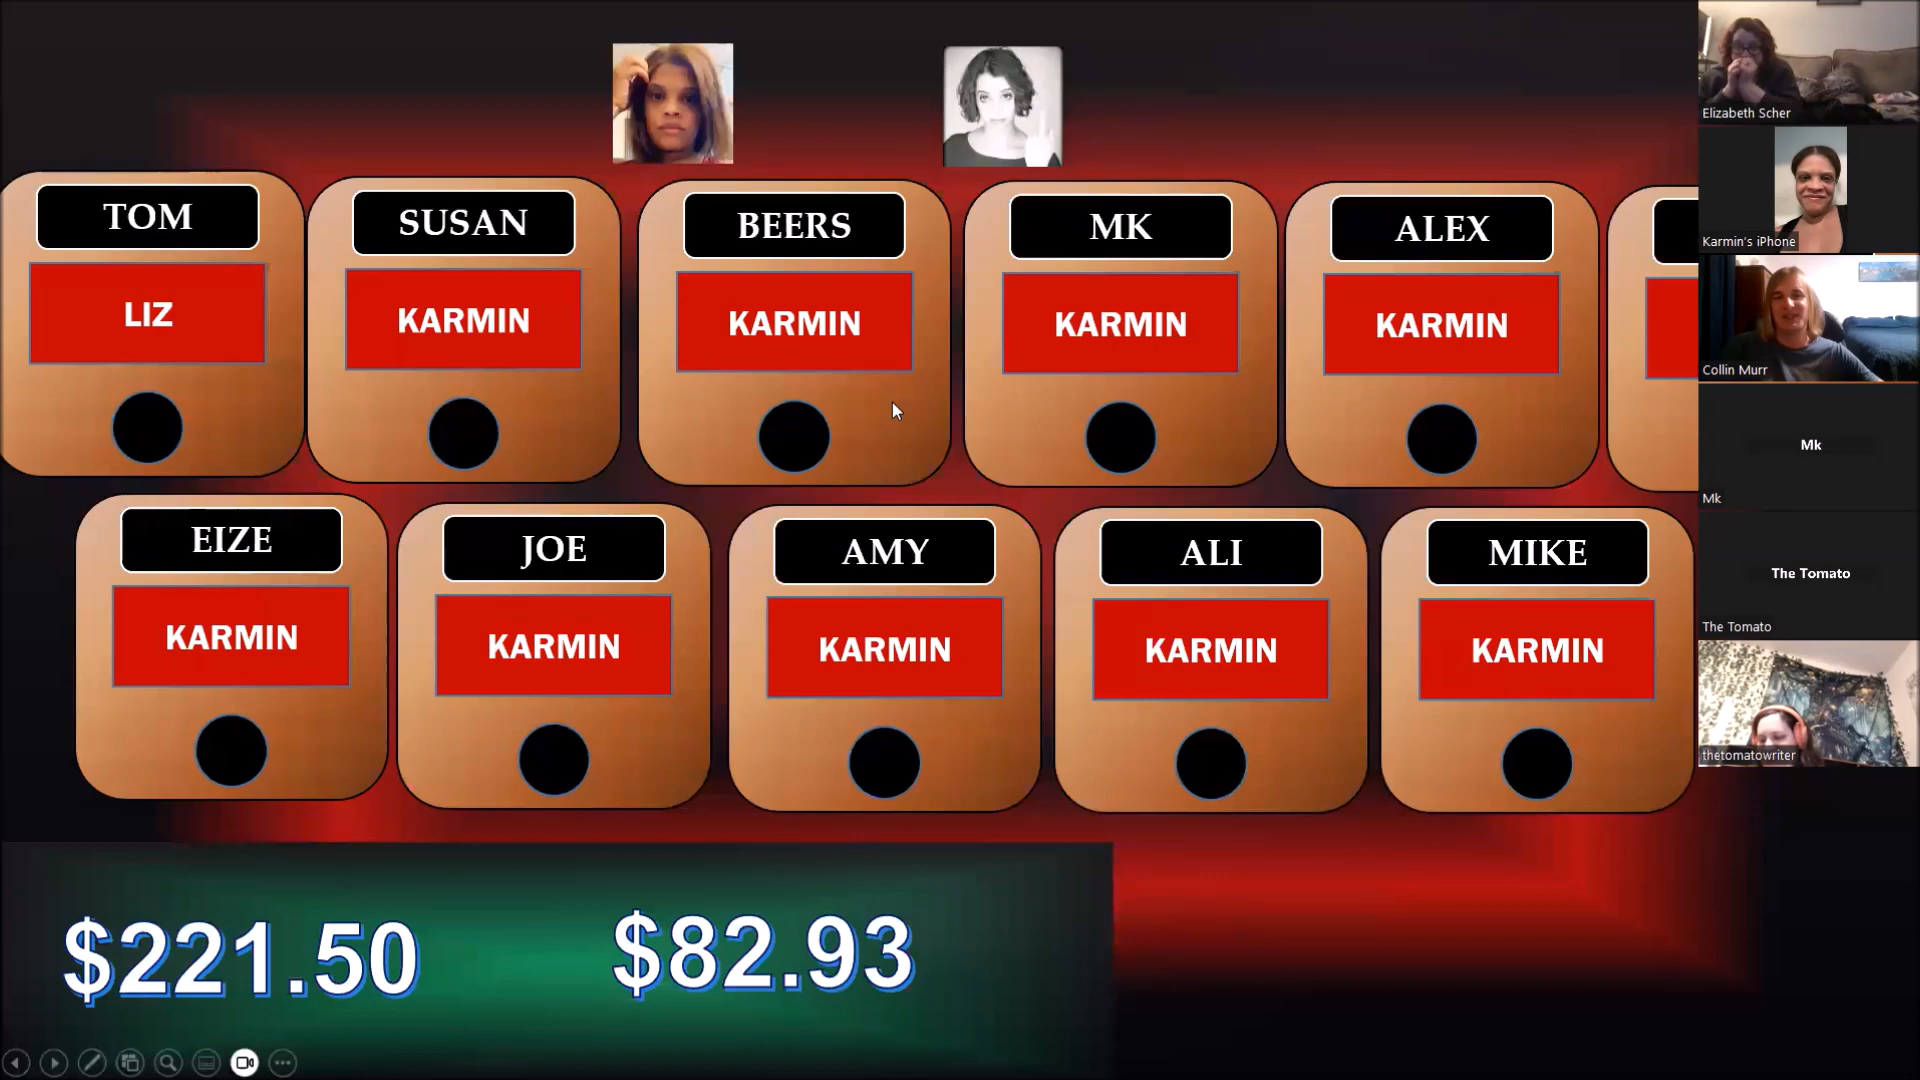 TOM
SUSAN
BEERS
MK
ALEX
LIZ
KARMIN
KARMIN
KARMIN
KARMIN
EIZE
JOE
AMY
ALI
MIKE
KARMIN
KARMIN
KARMIN
KARMIN
KARMIN
$221.50
$82.93
Elizabeth Scher
Karmin's iPhone
Collin Murr
Mk
Mk
The Tomato
The Tomato
thetomatowriter